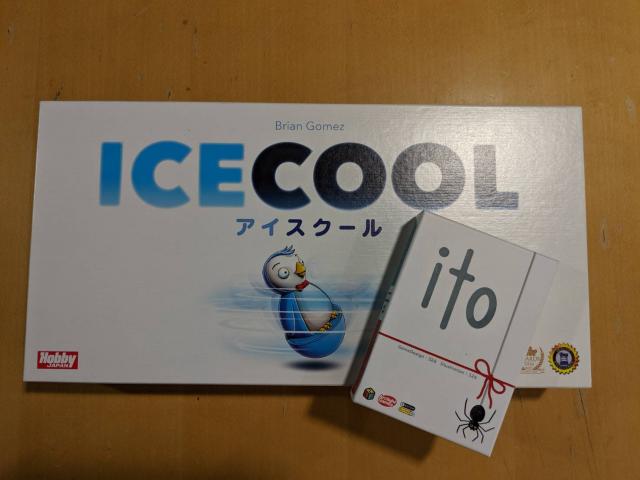 Brian Gomez
ICECOOL
アイスクール
Hobby
JAPAN
ito